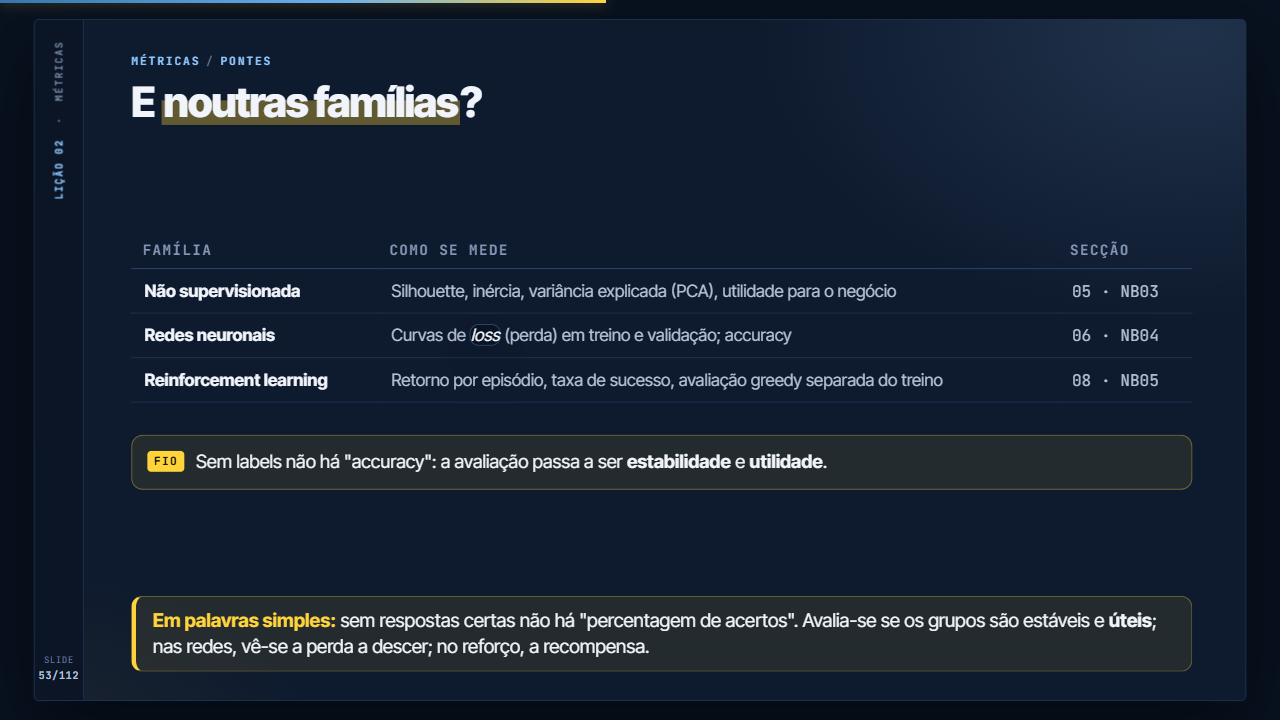 MÉTRICAS / PONTES
E noutras famílias?
LIÇÃO 02 · MÉTRICAS
FAMÍLIA COMO SE MEDE SECÇÃO
Não supervisionada Silhouette, inércia, variância explicada (PCA), utilidade para o negócio 05 · NB03
Redes neuronais Curvas de loss (perda) em treino e validação; accuracy 06 · NB04
Reinforcement learning Retorno por episódio, taxa de sucesso, avaliação greedy separada do treino 08 · NB05
FIO Sem labels não há "accuracy": a avaliação passa a ser estabilidade e utilidade.
Em palavras simples: sem respostas certas não há "percentagem de acertos". Avalia-se se os grupos são estáveis e úteis;
nas redes, vê-se a perda a descer; no reforço, a recompensa.
SLIDE
53/112